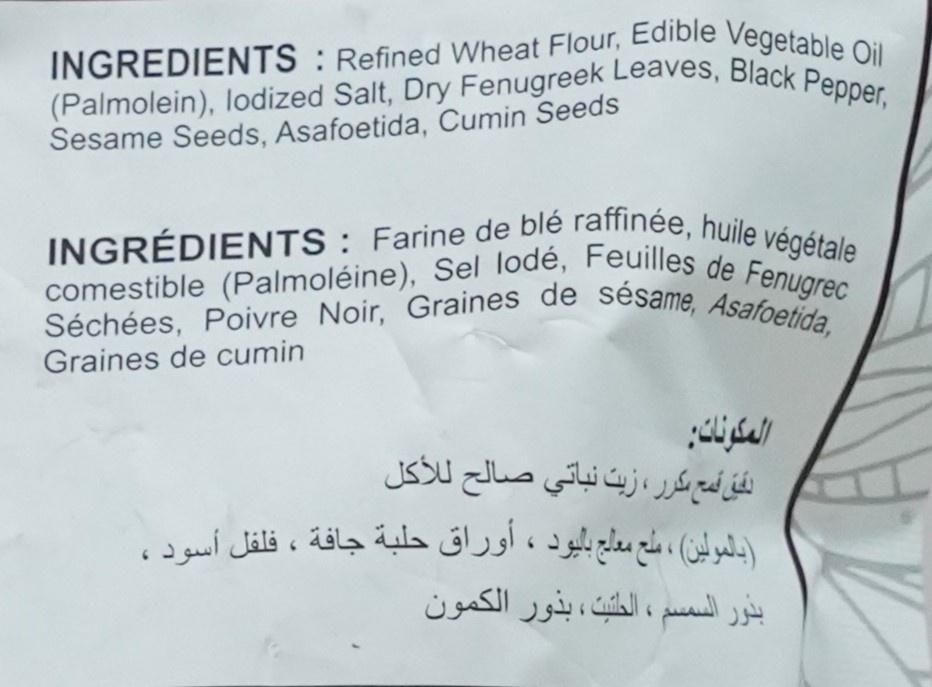 INGREDIENTS : Refined Wheat Flour, Edible Vegetable Oil
(Palmolein), Iodized Salt, Dry Fenugreek Leaves, Black Pepper,
Sesame Seeds, Asafoetida, Cumin Seeds
INGRÉDIENTS : Farine de blé raffinée, huile végétale
comestible (Palmoléine), Sel Iodé, Feuilles de Fenugrec
Séchées, Poivre Noir, Graines de sésame, Asafoetida,
Graines de cumin
المكونات:
دقيق قمح مكرر ، زيت نباتي صالح للأكل
(بالمولين) ، ملح معالج باليود ، أوراق حلبة جافة ، فلفل أسود ،
بذور السمسم ، الحلتيت ، بذور الكمون